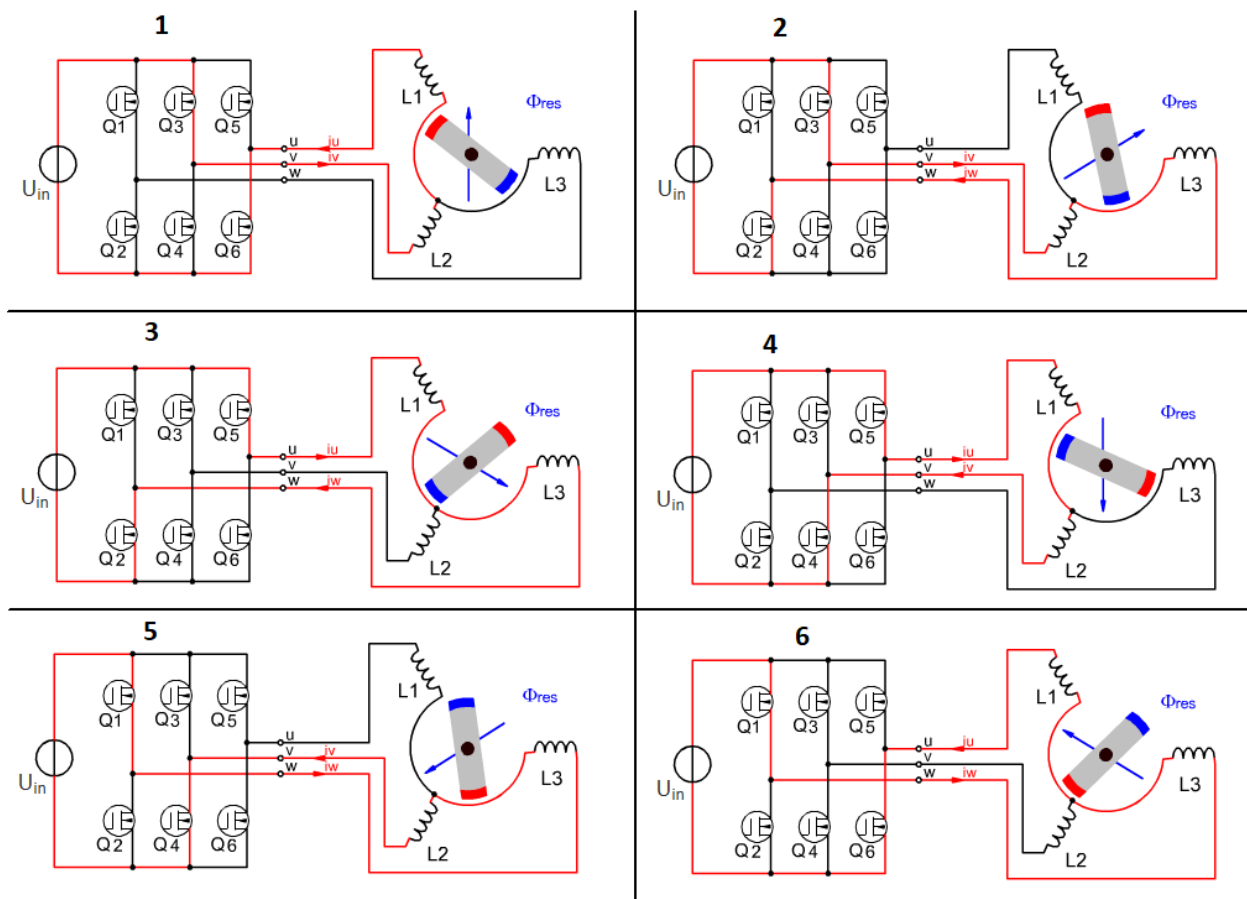 1
Q1 Q3 Q5
L1
Φres
u iu
v iv
w
Uin
L3
Q2 Q4 Q6
L2
2
Q1 Q3 Q5
L1
Φres
u
v iv
w iw
Uin
L3
Q2 Q4 Q6
L2
3
Q1 Q3 Q5
L1
Φres
u iu
v
w iw
Uin
L3
Q2 Q4 Q6
L2
4
Q1 Q3 Q5
L1
Φres
u iu
v iv
w
Uin
L3
Q2 Q4 Q6
L2
5
Q1 Q3 Q5
L1
Φres
u
v iv
w iw
Uin
L3
Q2 Q4 Q6
L2
6
Q1 Q3 Q5
L1
Φres
u iu
v
w iw
Uin
L3
Q2 Q4 Q6
L2